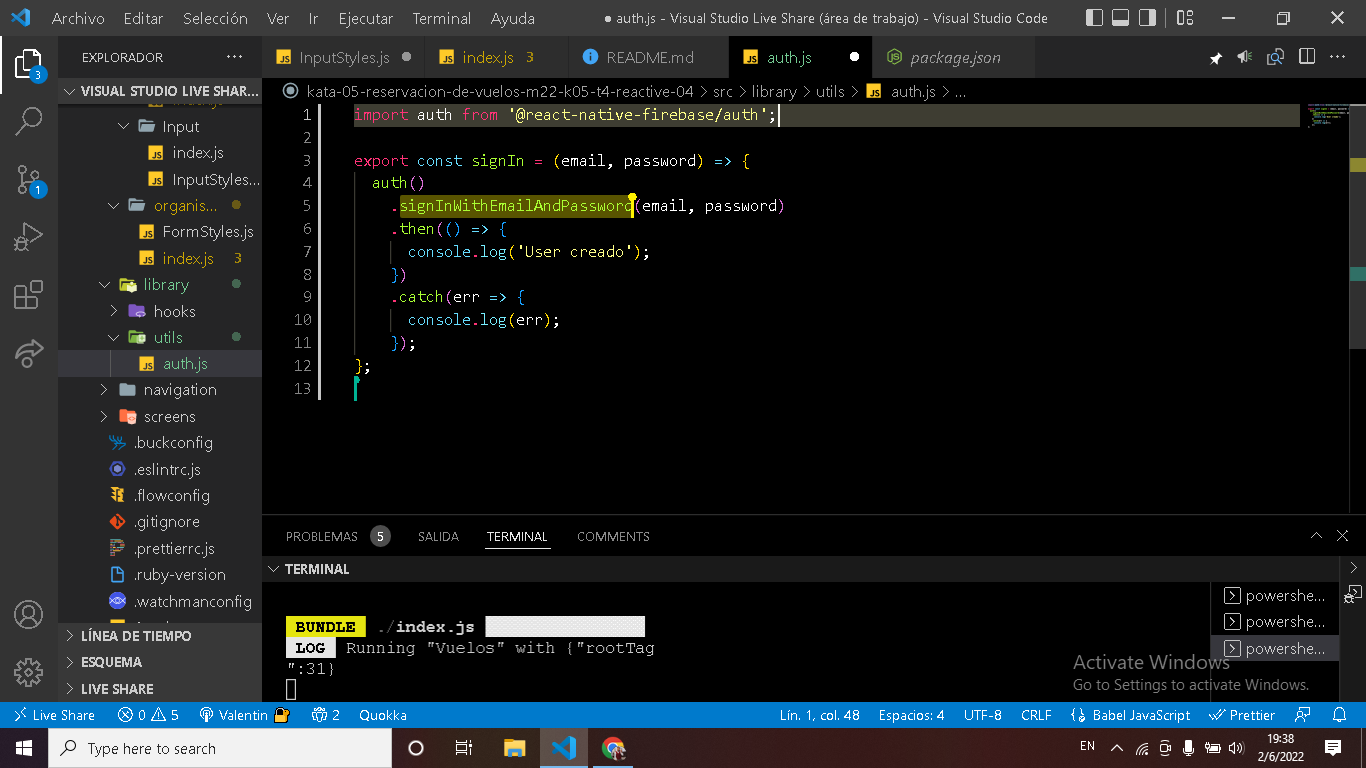 Archivo Editar Selección Ver Ir Ejecutar Terminal Ayuda
● auth.js - Visual Studio Live Share (área de trabajo) - Visual Studio Code
3
1
EXPLORADOR ...
VISUAL STUDIO LIVE SHAR...
index.js
Input
index.js
InputStyles...
organis...
FormStyles.js
index.js 3
library
hooks
utils
auth.js
navigation
screens
.buckconfig
.eslintrc.js
.flowconfig
.gitignore
.prettierrc.js
.ruby-version
.watchmanconfig
LÍNEA DE TIEMPO
ESQUEMA
LIVE SHARE
InputStyles.js
index.js 3
README.md
auth.js
package.json
kata-05-reservacion-de-vuelos-m22-k05-t4-reactive-04 > src > library > utils > auth.js > ...
1 import auth from '@react-native-firebase/auth';
2
3 export const signIn = (email, password) => {
4 auth()
5 .signInWithEmailAndPassword(email, password)
6 .then(() => {
7 console.log('User creado');
8 })
9 .catch(err => {
10 console.log(err);
11 });
12 };
13
PROBLEMAS 5 SALIDA TERMINAL COMMENTS
TERMINAL
BUNDLE ./index.js
LOG Running "Vuelos" with {"rootTag
":31}
powershe...
powershe...
powershe...
Activate Windows
Go to Settings to activate Windows.
Live Share 0 5 Valentin 2 Quokka
Lín. 1, col. 48 Espacios: 4 UTF-8 CRLF Babel JavaScript Prettier
Type here to search
EN
19:38
2/6/2022